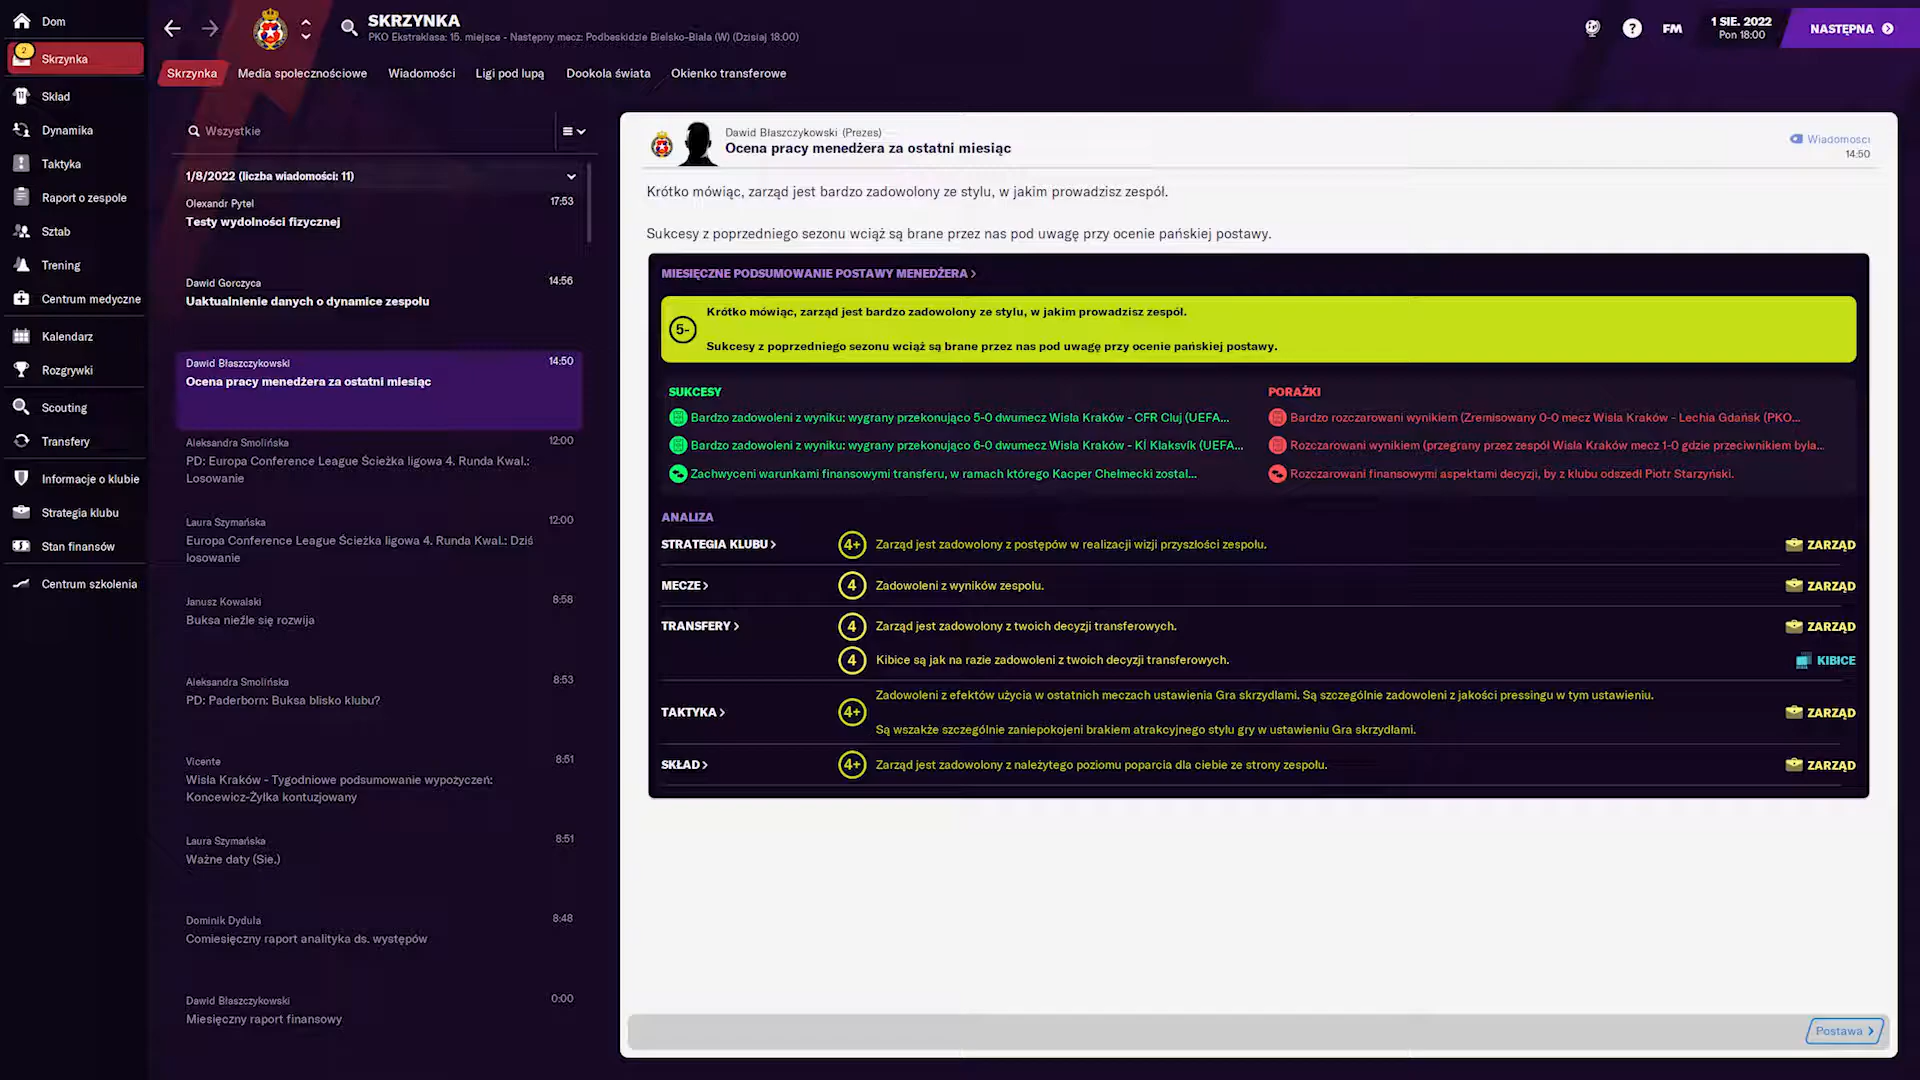 Dom
2
Skrzynka
Skład
Dynamika
Taktyka
Raport o zespole
Sztab
Trening
Centrum medyczne
Kalendarz
Rozgrywki
Scouting
Transfery
Informacje o klubie
Strategia klubu
Stan finansów
Centrum szkolenia
SKRZYNKA
PKO Ekstraklasa: 15. miejsce - Następny mecz: Podbeskidzie Bielsko-Biała (W) (Dzisiaj 18:00)
?
FM
1 SIE. 2022
Pon 18:00
NASTĘPNA
Skrzynka
Media społecznościowe
Wiadomości
Ligi pod lupą
Dookoła świata
Okienko transferowe
Wszystkie
1/8/2022 (liczba wiadomości: 11)
Olexandr Pytel 17:53
Testy wydolności fizycznej
Dawid Gorczyca 14:56
Uaktualnienie danych o dynamice zespołu
Dawid Błaszczykowski 14:50
Ocena pracy menedżera za ostatni miesiąc
Aleksandra Smolińska 12:00
PD: Europa Conference League Ścieżka ligowa 4. Runda Kwal.:
Losowanie
Laura Szymańska 12:00
Europa Conference League Ścieżka ligowa 4. Runda Kwal.: Dziś
losowanie
Janusz Kowalski 8:58
Buksa nieźle się rozwija
Aleksandra Smolińska 8:53
PD: Paderborn: Buksa blisko klubu?
Vicente 8:51
Wisła Kraków - Tygodniowe podsumowanie wypożyczeń:
Koncewicz-Żyłka kontuzjowany
Laura Szymańska 8:51
Ważne daty (Sie.)
Dominik Dyduła 8:48
Comiesięczny raport analityka ds. występów
Dawid Błaszczykowski 0:00
Miesięczny raport finansowy
Dawid Błaszczykowski (Prezes)
Ocena pracy menedżera za ostatni miesiąc
Wiadomości
14:50
Krótko mówiąc, zarząd jest bardzo zadowolony ze stylu, w jakim prowadzisz zespół.
Sukcesy z poprzedniego sezonu wciąż są brane przez nas pod uwagę przy ocenie pańskiej postawy.
MIESIĘCZNE PODSUMOWANIE POSTAWY MENEDŻERA >
5-
Krótko mówiąc, zarząd jest bardzo zadowolony ze stylu, w jakim prowadzisz zespół.
Sukcesy z poprzedniego sezonu wciąż są brane przez nas pod uwagę przy ocenie pańskiej postawy.
SUKCESY
Bardzo zadowoleni z wyniku: wygrany przekonująco 5-0 dwumecz Wisła Kraków - CFR Cluj (UEFA...
Bardzo zadowoleni z wyniku: wygrany przekonująco 6-0 dwumecz Wisła Kraków - KÍ Klaksvík (UEFA...
Zachwyceni warunkami finansowymi transferu, w ramach którego Kacper Chełmecki został...
PORAŻKI
Bardzo rozczarowani wynikiem (Zremisowany 0-0 mecz Wisła Kraków - Lechia Gdańsk (PKO...
Rozczarowani wynikiem (przegrany przez zespół Wisła Kraków mecz 1-0 gdzie przeciwnikiem była...
Rozczarowani finansowymi aspektami decyzji, by z klubu odszedł Piotr Starzyński.
ANALIZA
STRATEGIA KLUBU > 4+ Zarząd jest zadowolony z postępów w realizacji wizji przyszłości zespołu. ZARZĄD
MECZE > 4 Zadowoleni z wyników zespołu. ZARZĄD
TRANSFERY > 4 Zarząd jest zadowolony z twoich decyzji transferowych. ZARZĄD
4 Kibice są jak na razie zadowoleni z twoich decyzji transferowych. KIBICE
Zadowoleni z efektów użycia w ostatnich meczach ustawienia Gra skrzydłami. Są szczególnie zadowoleni z jakości pressingu w tym ustawieniu.
TAKTYKA > 4+ ZARZĄD
Są wszakże szczególnie zaniepokojeni brakiem atrakcyjnego stylu gry w ustawieniu Gra skrzydłami.
SKŁAD > 4+ Zarząd jest zadowolony z należytego poziomu poparcia dla ciebie ze strony zespołu. ZARZĄD
Postawa >